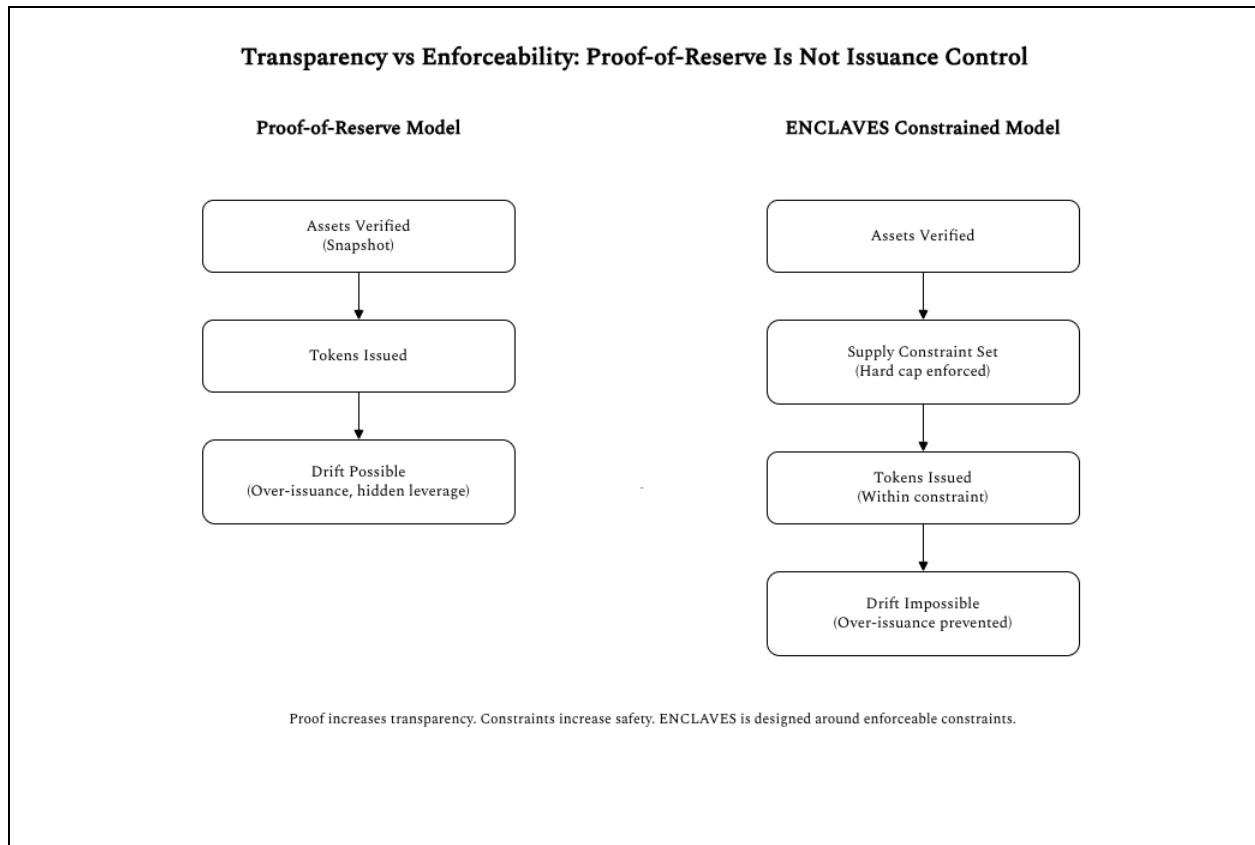 Transparency vs Enforceability: Proof-of-Reserve Is Not Issuance Control
Proof-of-Reserve Model
Assets Verified
(Snapshot)
Tokens Issued
Drift Possible
(Over-issuance, hidden leverage)
ENCLAVES Constrained Model
Assets Verified
Supply Constraint Set
(Hard cap enforced)
Tokens Issued
(Within constraint)
Drift Impossible
(Over-issuance prevented)
Proof increases transparency. Constraints increase safety. ENCLAVES is designed around enforceable constraints.